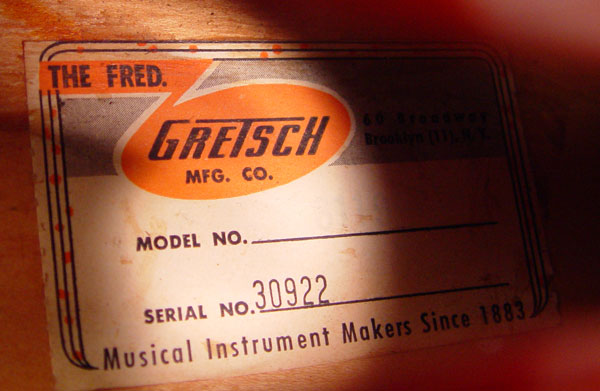 THE FRED.
GRETSCH
MFG. CO.
60 Broadway
Brooklyn (11), N. Y.
MODEL NO.
SERIAL NO. 30922
Musical Instrument Makers Since 1883